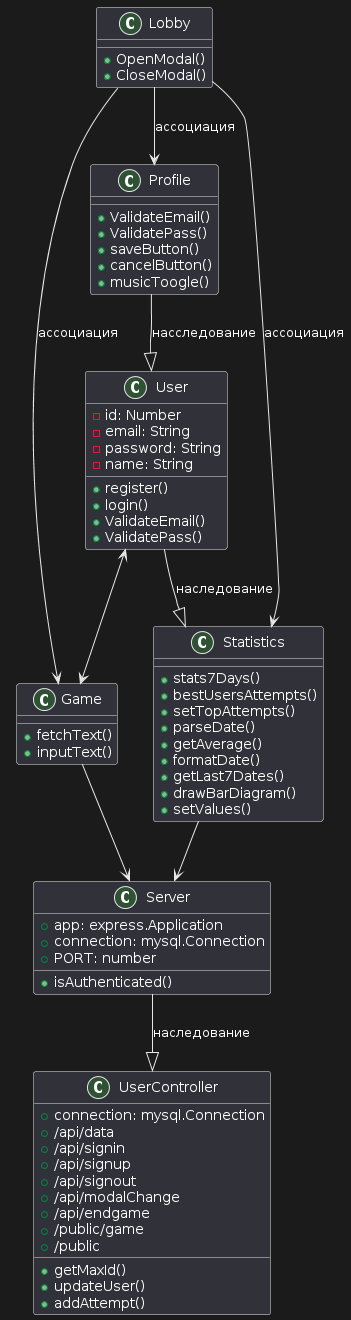 C Lobby
OpenModal()
CloseModal()
ассоциация
C Profile
ValidateEmail()
ValidatePass()
saveButton()
cancelButton()
musicToogle()
ассоциация
насследование
ассоциация
C User
id: Number
email: String
password: String
name: String
register()
login()
ValidateEmail()
ValidatePass()
наследование
C Statistics
stats7Days()
bestUsersAttempts()
setTopAttempts()
parseDate()
getAverage()
formatDate()
getLast7Dates()
drawBarDiagram()
setValues()
C Game
fetchText()
inputText()
C Server
app: express.Application
connection: mysql.Connection
PORT: number
isAuthenticated()
наследование
C UserController
connection: mysql.Connection
/api/data
/api/signin
/api/signup
/api/signout
/api/modalChange
/api/endgame
/public/game
/public
getMaxId()
updateUser()
addAttempt()